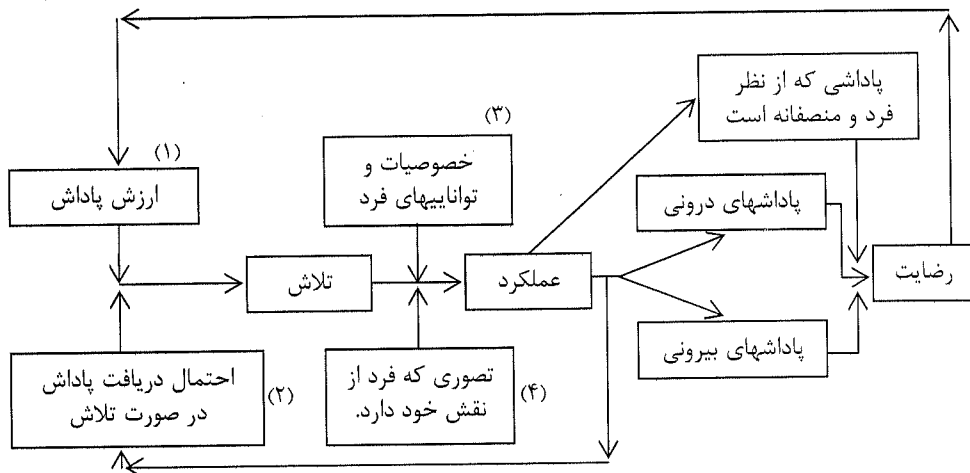 پاداشی که از نظر
فرد و منصفانه است
(۳)
(۱)
خصوصیات و
تواناییهای فرد
ارزش پاداش
پاداشهای درونی
رضایت
عملکرد
تلاش
پاداشهای بیرونی
احتمال دریافت پاداش
در صورت تلاش
(۲)
تصوری که فرد از
نقش خود دارد.
(۴)